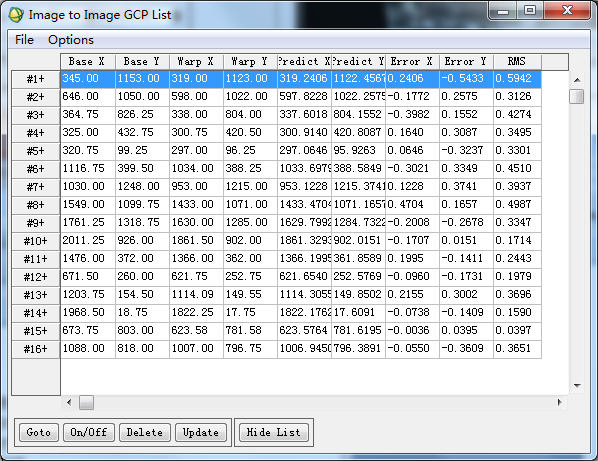 Image to Image GCP List
File Options
Base X Base Y Warp X Warp Y Predict X Predict Y Error X Error Y RMS
#1+ 345.00 1153.00 319.00 1123.00 319.2406 1122.4567 0.2406 -0.5433 0.5942
#2+ 646.00 1050.00 598.00 1022.00 597.8228 1022.2575 -0.1772 0.2575 0.3126
#3+ 364.75 826.25 338.00 804.00 337.6018 804.1552 -0.3982 0.1552 0.4274
#4+ 325.00 432.75 300.75 420.50 300.9140 420.8087 0.1640 0.3087 0.3495
#5+ 320.75 99.25 297.00 96.25 297.0646 95.9263 0.0646 -0.3237 0.3301
#6+ 1116.75 399.50 1034.00 388.25 1033.6979 388.5849 -0.3021 0.3349 0.4510
#7+ 1030.00 1248.00 953.00 1215.00 953.1228 1215.3741 0.1228 0.3741 0.3937
#8+ 1549.00 1099.75 1433.00 1071.00 1433.4704 1071.1657 0.4704 0.1657 0.4987
#9+ 1761.25 1318.75 1630.00 1285.00 1629.7992 1284.7322 -0.2008 -0.2678 0.3347
#10+ 2011.25 926.00 1861.50 902.00 1861.3293 902.0151 -0.1707 0.0151 0.1714
#11+ 1476.00 372.00 1366.00 362.00 1366.1995 361.8589 0.1995 -0.1411 0.2443
#12+ 671.50 260.00 621.75 252.75 621.6540 252.5769 -0.0960 -0.1731 0.1979
#13+ 1203.75 154.50 1114.09 149.55 1114.3055 149.8502 0.2155 0.3002 0.3696
#14+ 1968.50 18.75 1822.25 17.75 1822.1762 17.6091 -0.0738 -0.1409 0.1590
#15+ 673.75 803.00 623.58 781.58 623.5764 781.6195 -0.0036 0.0395 0.0397
#16+ 1088.00 818.00 1007.00 796.75 1006.9450 796.3891 -0.0550 -0.3609 0.3651
Goto On/Off Delete Update Hide List